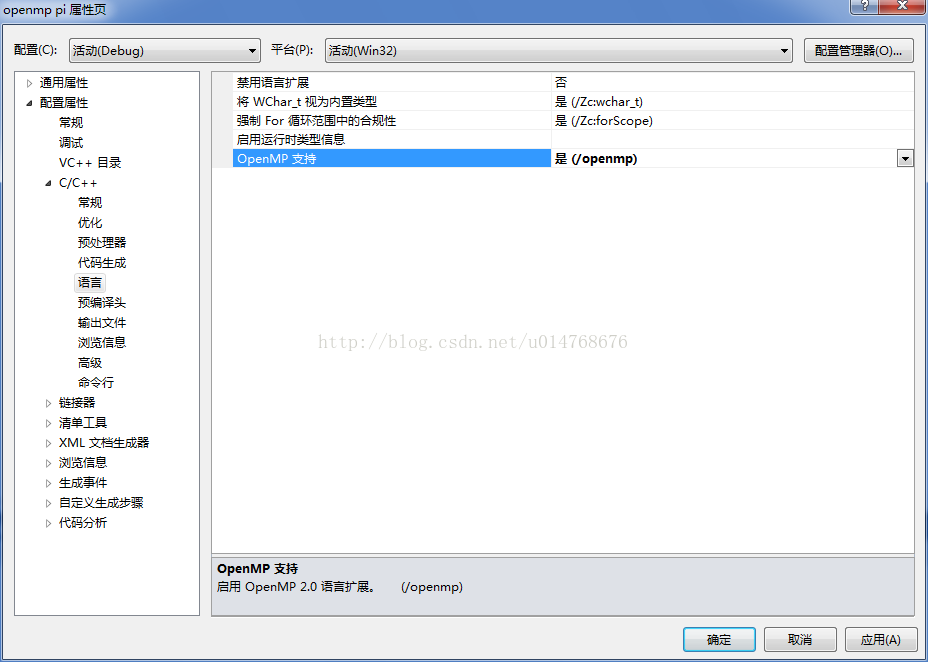 openmp pi 属性页
配置(C): 活动(Debug) 平台(P): 活动(Win32) 配置管理器(O)...
通用属性
配置属性
常规
调试
VC++ 目录
C/C++
常规
优化
预处理器
代码生成
语言
预编译头
输出文件
浏览信息
高级
命令行
链接器
清单工具
XML 文档生成器
浏览信息
生成事件
自定义生成步骤
代码分析
禁用语言扩展 否
将 WChar_t 视为内置类型 是 (/Zc:wchar_t)
强制 For 循环范围中的合规性 是 (/Zc:forScope)
启用运行时类型信息
OpenMP 支持 是 (/openmp)
http://blog.csdn.net/u014768676
OpenMP 支持
启用 OpenMP 2.0 语言扩展。 (/openmp)
确定 取消 应用(A)